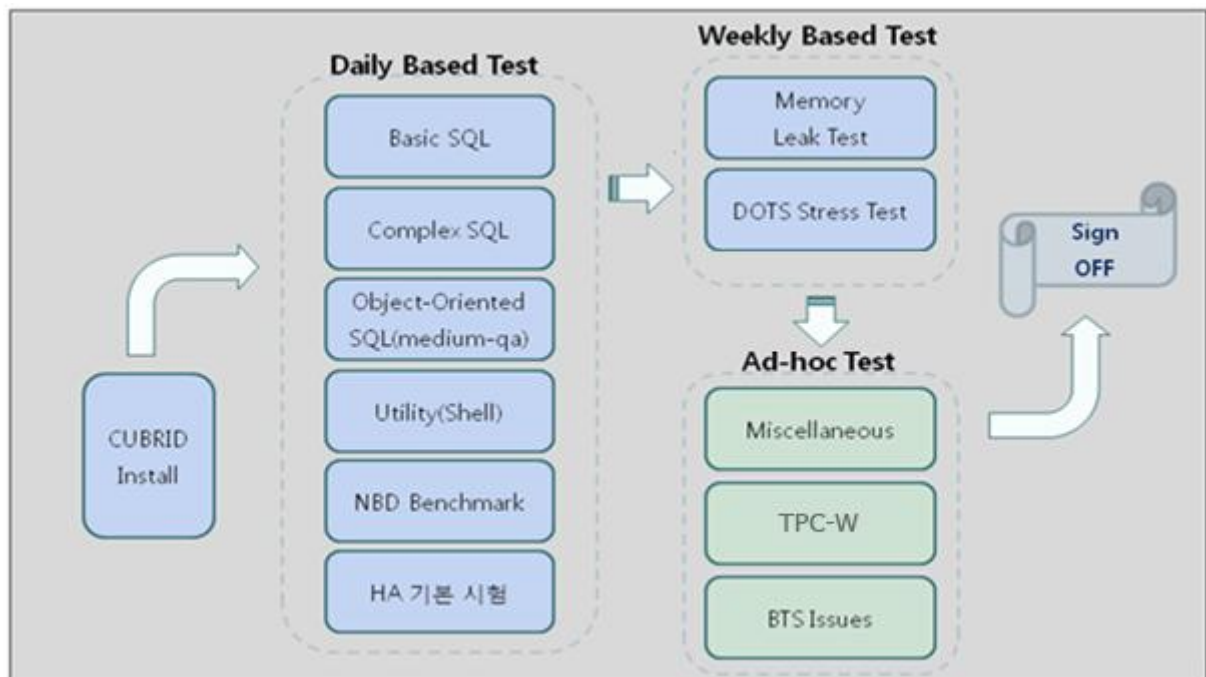 CUBRID
Install
Daily Based Test
Basic SQL
Complex SQL
Object-Oriented
SQL(medium-qa)
Utility(Shell)
NBD Benchmark
HA 기본 시험
Weekly Based Test
Memory
Leak Test
DOTS Stress Test
Ad-hoc Test
Miscellaneous
TPC-W
BTS Issues
Sign
OFF